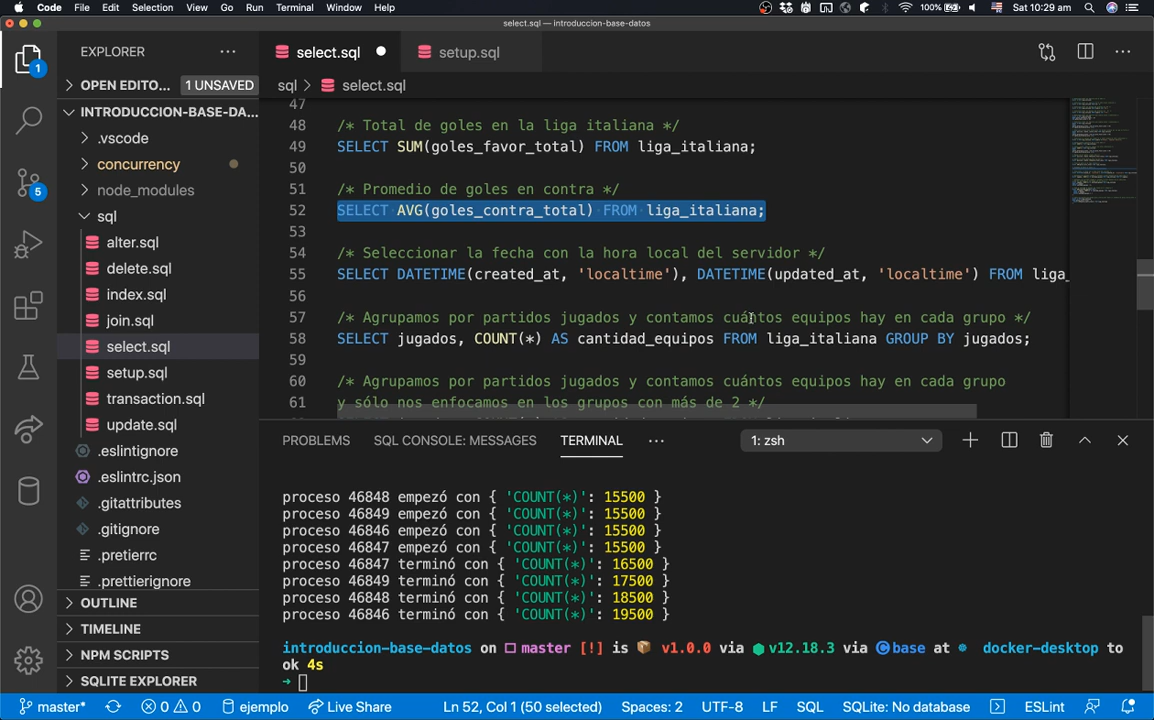 Code File Edit Selection View Go Run Terminal Window Help 100% Sat 10:29 am
select.sql — introduccion-base-datos
EXPLORER
select.sql
setup.sql
OPEN EDITO... 1 UNSAVED
sql > select.sql
INTRODUCCION-BASE-DA...
.vscode
concurrency
node_modules
sql
alter.sql
delete.sql
index.sql
join.sql
select.sql
setup.sql
transaction.sql
update.sql
.eslintignore
.eslintrc.json
.gitattributes
.gitignore
.pretierrc
.prettierignore
OUTLINE
TIMELINE
NPM SCRIPTS
SQLITE EXPLORER
1
5
47
48 /* Total de goles en la liga italiana */
49 SELECT SUM(goles_favor_total) FROM liga_italiana;
50
51 /* Promedio de goles en contra */
52 SELECT AVG(goles_contra_total) FROM liga_italiana;
53
54 /* Seleccionar la fecha con la hora local del servidor */
55 SELECT DATETIME(created_at, 'localtime'), DATETIME(updated_at, 'localtime') FROM liga_
56
57 /* Agrupamos por partidos jugados y contamos cuántos equipos hay en cada grupo */
58 SELECT jugados, COUNT(*) AS cantidad_equipos FROM liga_italiana GROUP BY jugados;
59
60 /* Agrupamos por partidos jugados y contamos cuántos equipos hay en cada grupo
61 y sólo nos enfocamos en los grupos con más de 2 */
PROBLEMS SQL CONSOLE: MESSAGES TERMINAL ... 1: zsh
proceso 46848 empezó con { 'COUNT(*)': 15500 }
proceso 46849 empezó con { 'COUNT(*)': 15500 }
proceso 46846 empezó con { 'COUNT(*)': 15500 }
proceso 46847 empezó con { 'COUNT(*)': 15500 }
proceso 46847 terminó con { 'COUNT(*)': 16500 }
proceso 46849 terminó con { 'COUNT(*)': 17500 }
proceso 46848 terminó con { 'COUNT(*)': 18500 }
proceso 46846 terminó con { 'COUNT(*)': 19500 }
introduccion-base-datos on master [!] is v1.0.0 via v12.18.3 via base at docker-desktop to
ok 4s
master* 0 0 ejemplo Live Share Ln 52, Col 1 (50 selected) Spaces: 2 UTF-8 LF SQL SQLite: No database ESLint